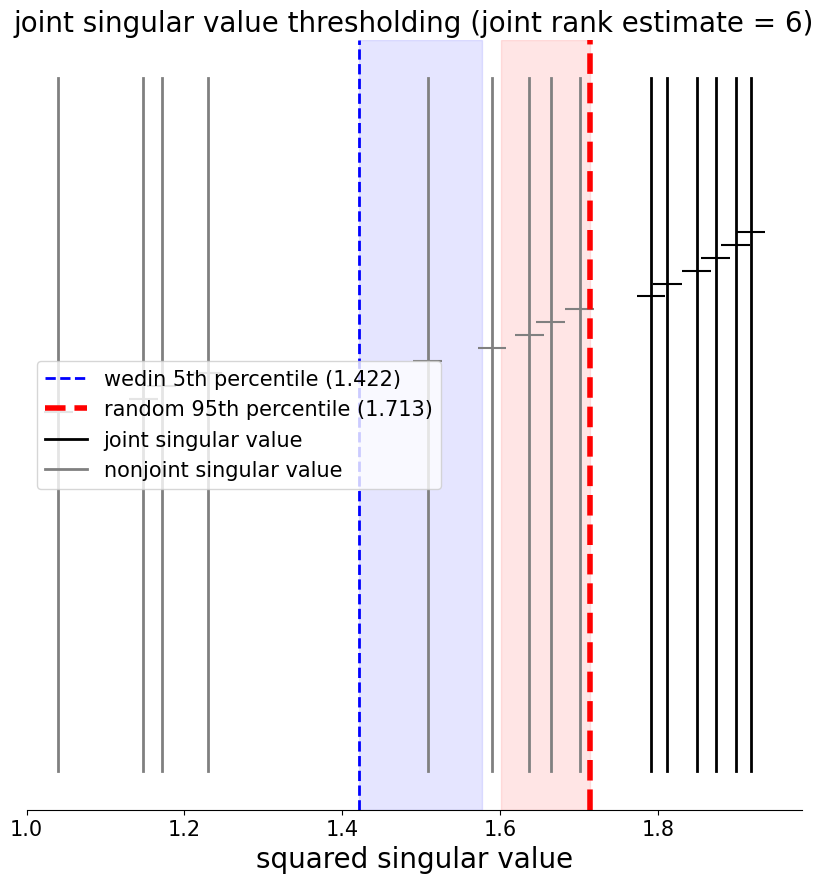 joint singular value thresholding (joint rank estimate = 6)
wedin 5th percentile (1.422)
random 95th percentile (1.713)
joint singular value
nonjoint singular value
1.0 1.2 1.4 1.6 1.8
squared singular value